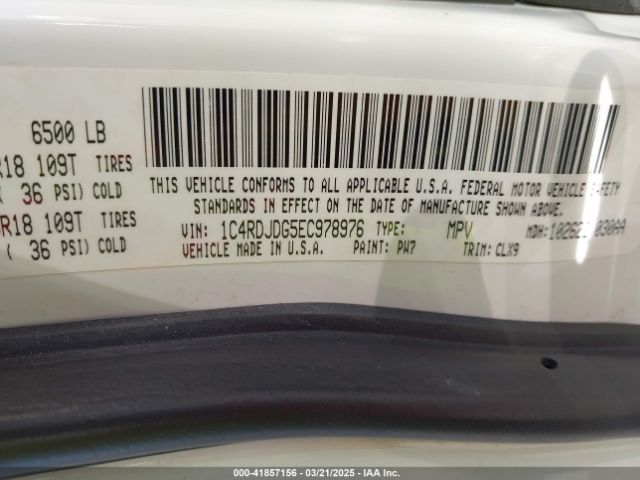 6500 LB
R18 109T TIRES
( 36 PSI) COLD
R18 109T TIRES
( 36 PSI) COLD
THIS VEHICLE CONFORMS TO ALL APPLICABLE U.S.A. FEDERAL MOTOR VEHICLE SAFETY
STANDARDS IN EFFECT ON THE DATE OF MANUFACTURE SHOWN ABOVE.
VIN: 1C4RDJDG5EC978976 TYPE: MPV MDH:
VEHICLE MADE IN U.S.A. PAINT: PW7 TRIM: CLX9
000-41857156 — 03/21/2025 — IAA Inc.